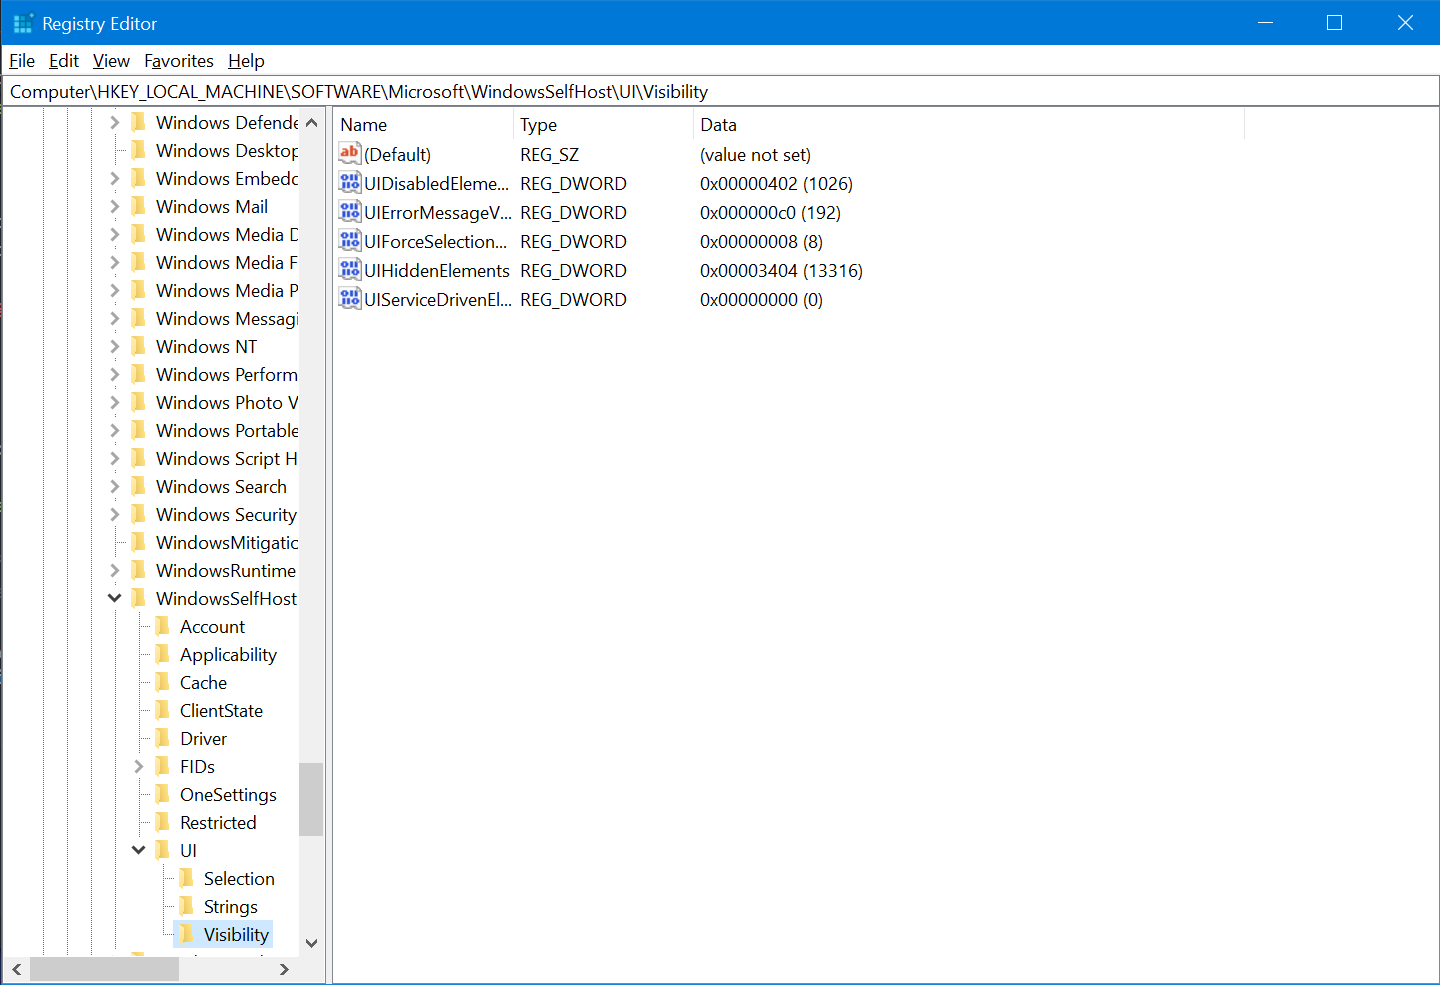 Registry Editor
File Edit View Favorites Help
Computer\HKEY_LOCAL_MACHINE\SOFTWARE\Microsoft\WindowsSelfHost\UI\Visibility
Windows Defende
Windows Desktop
Windows Embedd
Windows Mail
Windows Media D
Windows Media F
Windows Media P
Windows Messagi
Windows NT
Windows Perform
Windows Photo V
Windows Portable
Windows Script H
Windows Search
Windows Security
WindowsMitigatio
WindowsRuntime
WindowsSelfHost
Account
Applicability
Cache
ClientState
Driver
FIDs
OneSettings
Restricted
UI
Selection
Strings
Visibility
Name Type Data
(Default) REG_SZ (value not set)
UIDisabledEleme... REG_DWORD 0x00000402 (1026)
UIErrorMessageV... REG_DWORD 0x000000c0 (192)
UIForceSelection... REG_DWORD 0x00000008 (8)
UIHiddenElements REG_DWORD 0x00003404 (13316)
UIServiceDrivenEl... REG_DWORD 0x00000000 (0)